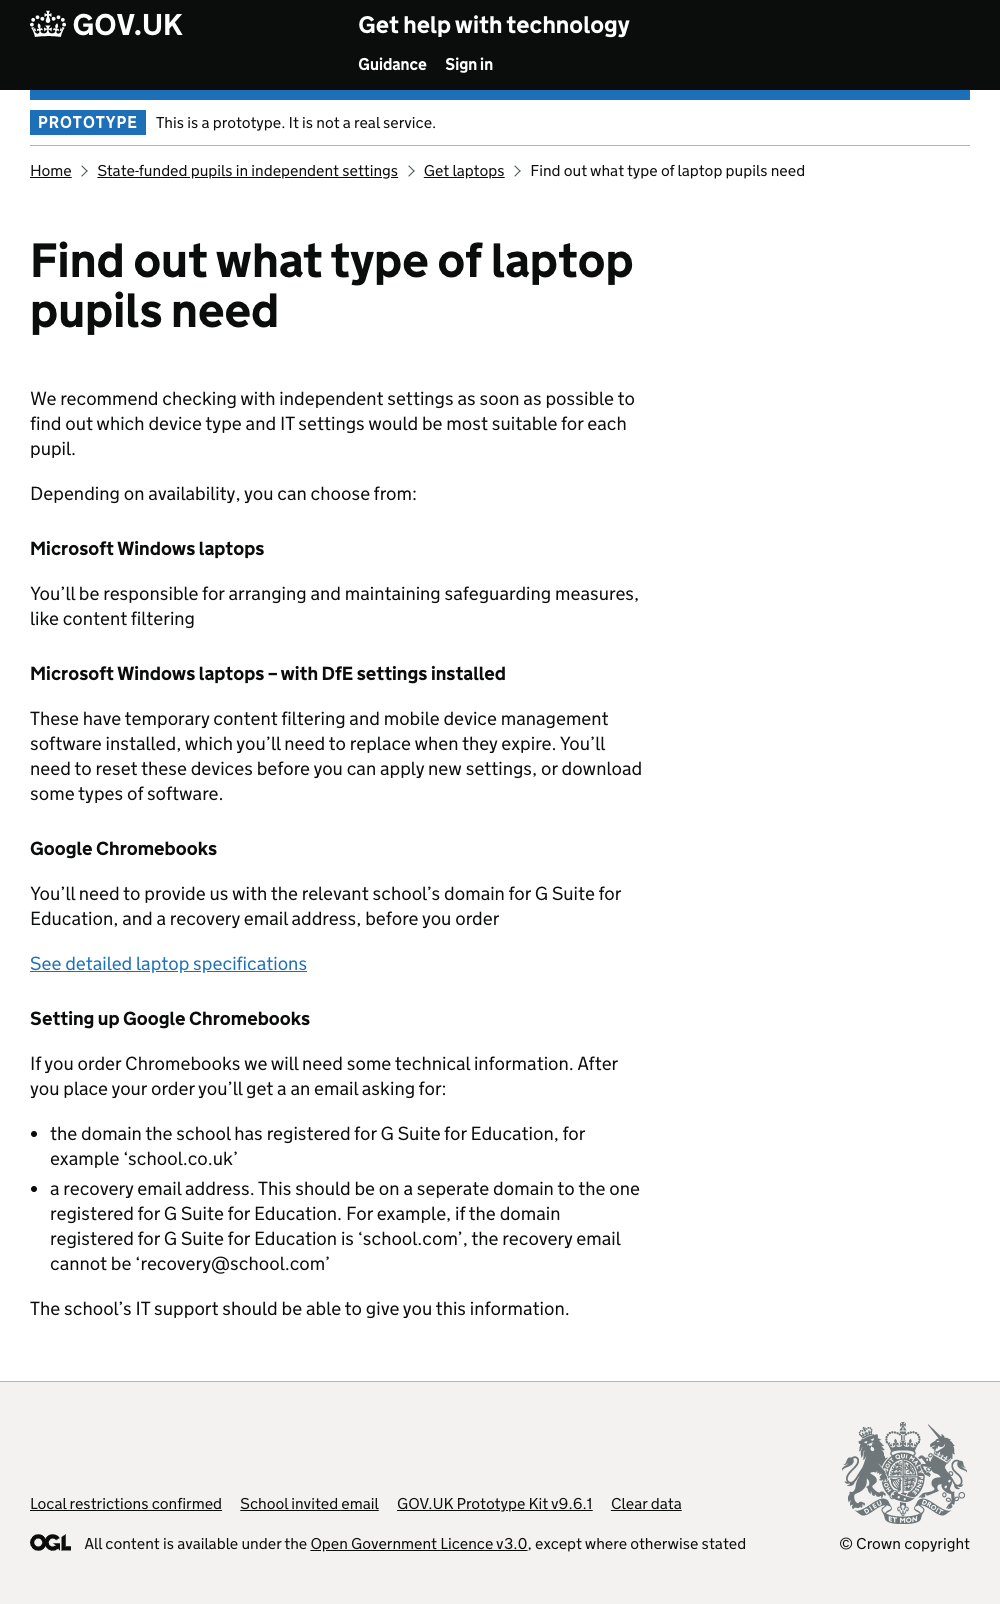 GOV.UK
Get help with technology
Guidance Sign in
PROTOTYPE This is a prototype. It is not a real service.
Home State-funded pupils in independent settings Get laptops Find out what type of laptop pupils need
Find out what type of laptop
pupils need
We recommend checking with independent settings as soon as possible to
find out which device type and IT settings would be most suitable for each
pupil.
Depending on availability, you can choose from:
Microsoft Windows laptops
You’ll be responsible for arranging and maintaining safeguarding measures,
like content filtering
Microsoft Windows laptops – with DfE settings installed
These have temporary content filtering and mobile device management
software installed, which you’ll need to replace when they expire. You’ll
need to reset these devices before you can apply new settings, or download
some types of software.
Google Chromebooks
You’ll need to provide us with the relevant school’s domain for G Suite for
Education, and a recovery email address, before you order
See detailed laptop specifications
Setting up Google Chromebooks
If you order Chromebooks we will need some technical information. After
you place your order you’ll get a an email asking for:
• the domain the school has registered for G Suite for Education, for
example ‘school.co.uk’
• a recovery email address. This should be on a seperate domain to the one
registered for G Suite for Education. For example, if the domain
registered for G Suite for Education is ‘school.com’, the recovery email
cannot be ‘recovery@school.com’
The school’s IT support should be able to give you this information.
Local restrictions confirmed School invited email GOV.UK Prototype Kit v9.6.1 Clear data
OGL All content is available under the Open Government Licence v3.0, except where otherwise stated
DIEU ET MON DROIT
© Crown copyright